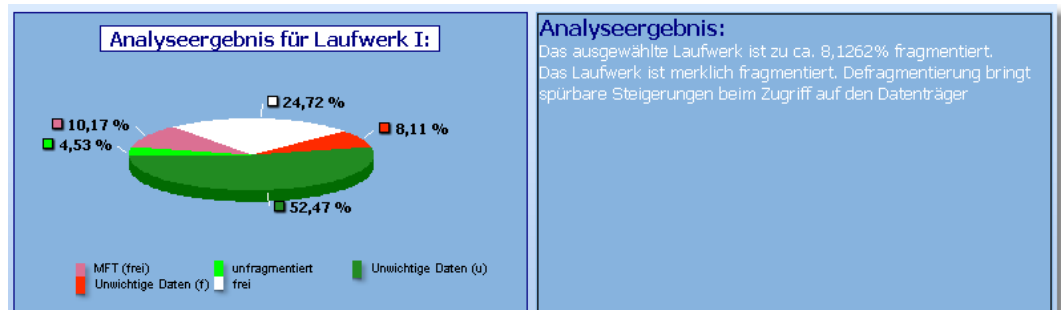 Analyseergebnis für Laufwerk I:
24,72 %
10,17 %
8,11 %
4,53 %
52,47 %
MFT (frei)
unfragmentiert
Unwichtige Daten (u)
Unwichtige Daten (f)
frei
Analyseergebnis:
Das ausgewählte Laufwerk ist zu ca. 8,1262% fragmentiert.
Das Laufwerk ist merklich fragmentiert. Defragmentierung bringt
spürbare Steigerungen beim Zugriff auf den Datenträger